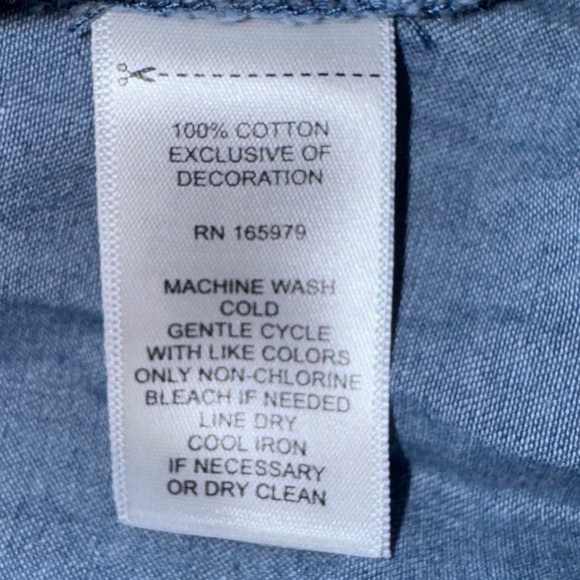 100% COTTON
EXCLUSIVE OF
DECORATION
RN 165979
MACHINE WASH
COLD
GENTLE CYCLE
WITH LIKE COLORS
ONLY NON-CHLORINE
BLEACH IF NEEDED
LINE DRY
COOL IRON
IF NECESSARY
OR DRY CLEAN